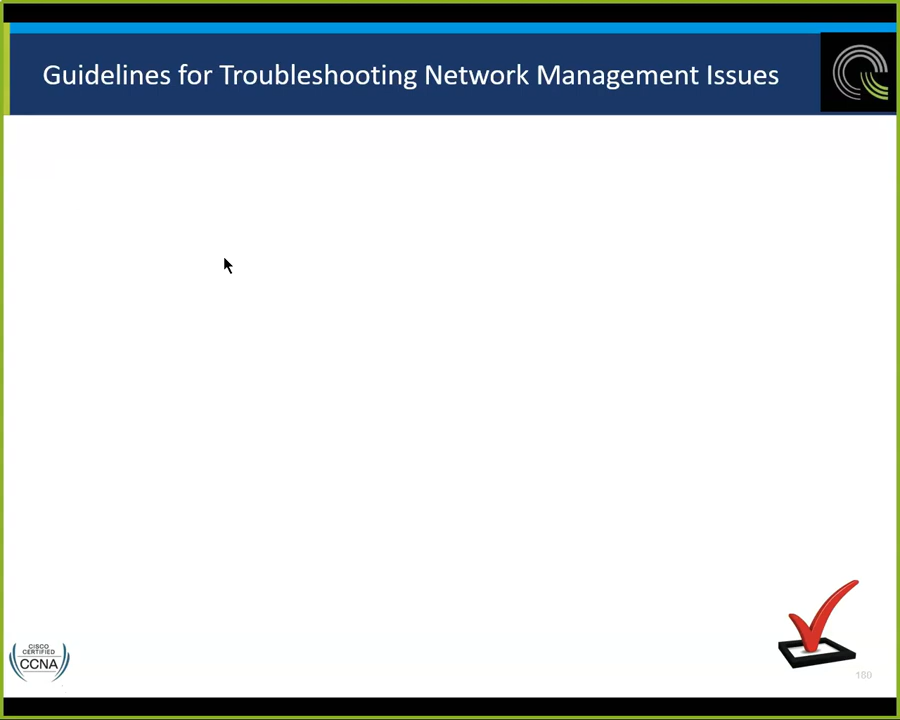 Guidelines for Troubleshooting Network Management Issues
CISCO
CERTIFIED
CCNA
180